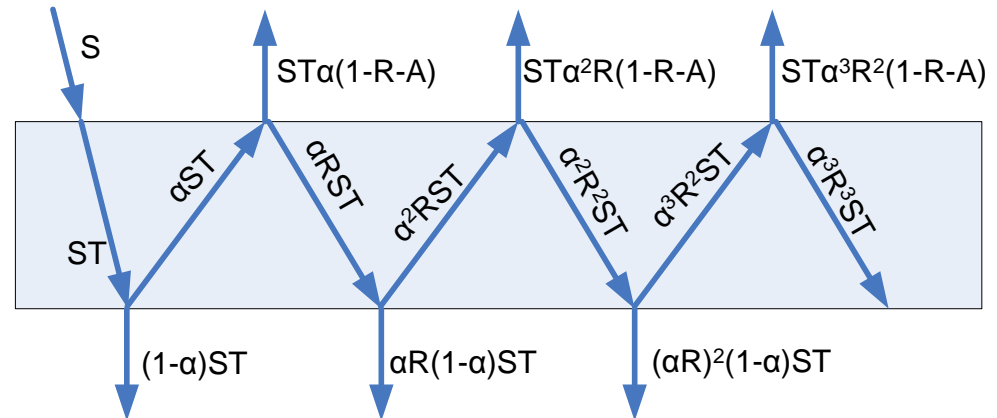 S
STα(1-R-A)
STα²R(1-R-A)
STα³R²(1-R-A)
ST
αST
αRST
α²RST
α²R²ST
α³R²ST
α³R³ST
(1-α)ST
αR(1-α)ST
(αR)²(1-α)ST